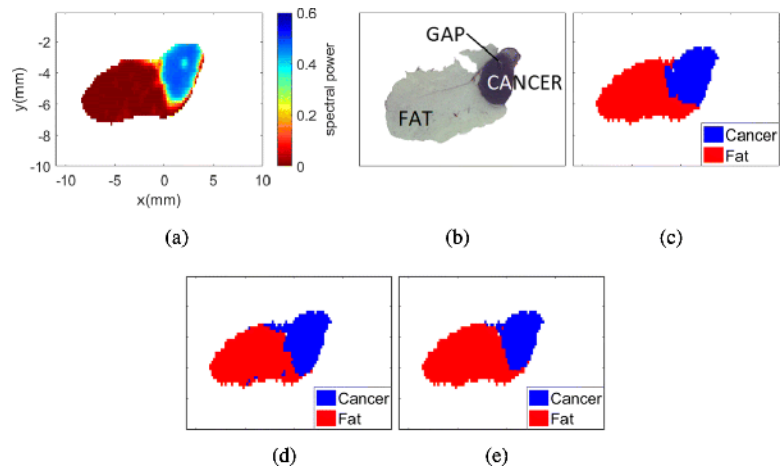 0.6
0.4
0.2
0
spectral power
-2
-4
-6
-8
-10
y(mm)
-10
-5
0
5
10
x(mm)
(a)
GAP
CANCER
FAT
(b)
Cancer
Fat
(c)
Cancer
Fat
(d)
Cancer
Fat
(e)